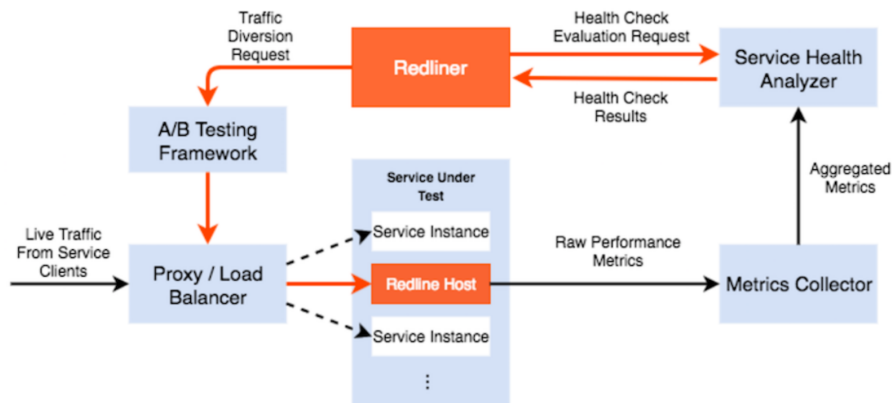 Traffic
Diversion
Request
Redliner
Health Check
Evaluation Request
Health Check
Results
Service Health
Analyzer
A/B Testing
Framework
Service Under
Test
Aggregated
Metrics
Live Traffic
From Service
Clients
Proxy / Load
Balancer
Service Instance
Redline Host
Service Instance
⋮
Raw Performance
Metrics
Metrics Collector